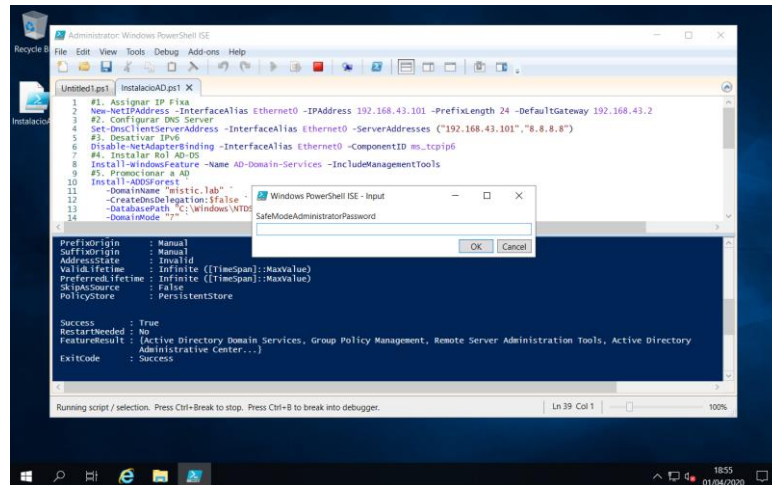 Recycle B
Instalacio
Administrator: Windows PowerShell ISE
File Edit View Tools Debug Add-ons Help
Untitled1.ps1 InstalacioAD.ps1 X
1 #1. Assignar IP Fixa
2 New-NetIPAddress -InterfaceAlias Ethernet0 -IPAddress 192.168.43.101 -PrefixLength 24 -DefaultGateway 192.168.43.2
3 #2. Configurar DNS Server
4 Set-DnsClientServerAddress -InterfaceAlias Ethernet0 -ServerAddresses ("192.168.43.101","8.8.8.8")
5 #3. Desativar IPv6
6 Disable-NetAdapterBinding -InterfaceAlias Ethernet0 -ComponentID ms_tcpip6
7 #4. Instalar Rol AD-DS
8 Install-WindowsFeature -Name AD-Domain-Services -IncludeManagementTools
9 #5. Promocionar a AD
10 Install-ADDSForest `
11 -DomainName "mistic.lab" `
12 -CreateDnsDelegation:$false `
13 -DatabasePath "C:\Windows\NTDS
14 -DomainMode "7" `
Windows PowerShell ISE - Input
SafeModeAdministratorPassword
OK Cancel
PrefixOrigin : Manual
SuffixOrigin : Manual
AddressState : Invalid
ValidLifetime : Infinite ([TimeSpan]::MaxValue)
PreferredLifetime : Infinite ([TimeSpan]::MaxValue)
SkipAsSource : False
PolicyStore : PersistentStore
Success : True
RestartNeeded : No
FeatureResult : {Active Directory Domain Services, Group Policy Management, Remote Server Administration Tools, Active Directory
Administrative Center...}
ExitCode : Success
Running script / selection. Press Ctrl+Break to stop. Press Ctrl+B to break into debugger.
Ln 39 Col 1
100%
18:55
01/04/2020